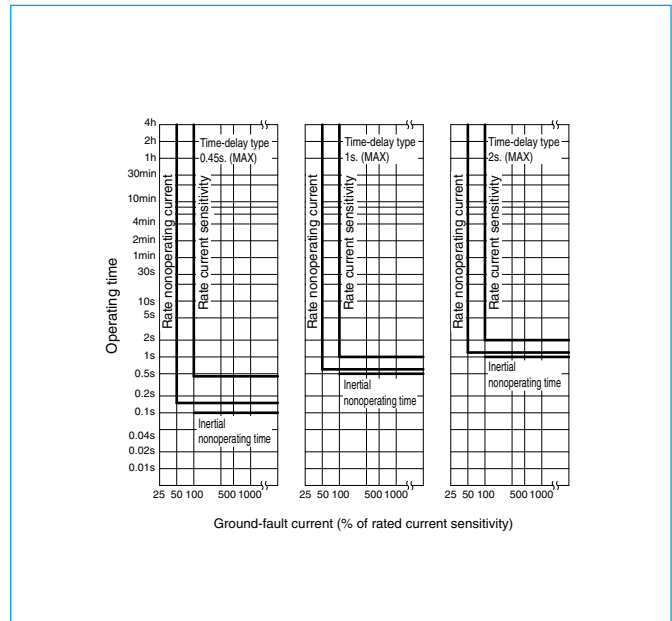 Operating time
4h
2h
1h
30min
10min
4min
2min
1min
30s
10s
5s
2s
1s
0.5s
0.2s
0.1s
0.04s
0.02s
0.01s
Rate nonoperating current
Rate current sensitivity
Time-delay type
0.45s. (MAX)
Inertial
nonoperating time
25 50 100 500 1000
Rate nonoperating current
Rate current sensitivity
Time-delay type
1s. (MAX)
Inertial
nonoperating time
25 50 100 500 1000
Rate nonoperating current
Rate current sensitivity
Time-delay type
2s. (MAX)
Inertial
nonoperating time
25 50 100 500 1000
Ground-fault current (% of rated current sensitivity)